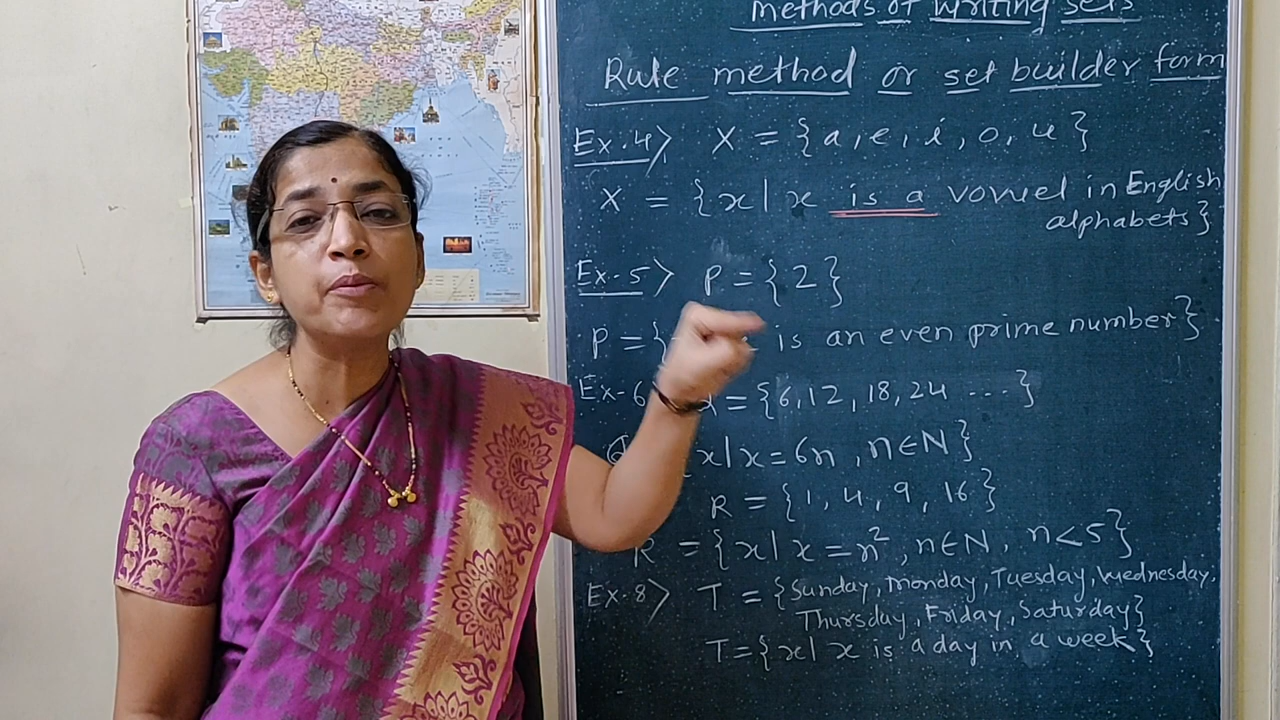 methods of writing sets
Rule method or set builder form
Ex.4> X = {a, e, i, o, u}
X = {x | x is a vowel in English
alphabets}
Ex-5> P = {2}
P = { is an even prime number}
Ex-6 = {6, 12, 18, 24 ....}
x | x = 6n , n ∈ N}
R = {1, 4, 9, 16}
R = {x | x = n², n ∈ N, n < 5}
Ex-8> T = {Sunday, Monday, Tuesday, Wednesday,
Thursday, Friday, Saturday}
T = {x | x is a day in a week}